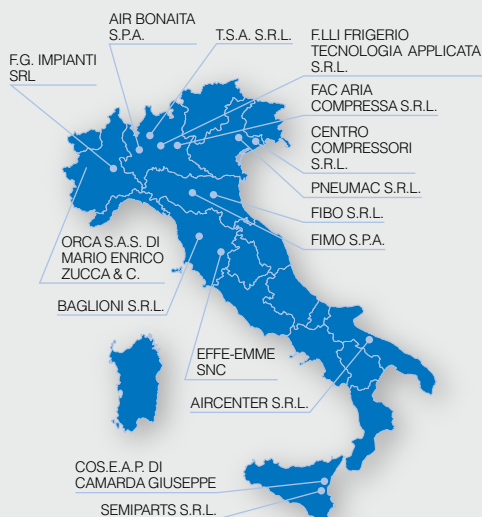 AIR BONAITA
S.P.A.
T.S.A. S.R.L.
F.LLI FRIGERIO
TECNOLOGIA APPLICATA
S.R.L.
F.G. IMPIANTI
SRL
FAC ARIA
COMPRESSA S.R.L.
CENTRO
COMPRESSORI
S.R.L.
PNEUMAC S.R.L.
FIBO S.R.L.
FIMO S.P.A.
ORCA S.A.S. DI
MARIO ENRICO
ZUCCA & C.
BAGLIONI S.R.L.
EFFE-EMME
SNC
AIRCENTER S.R.L.
COS.E.A.P. DI
CAMARDA GIUSEPPE
SEMIPARTS S.R.L.